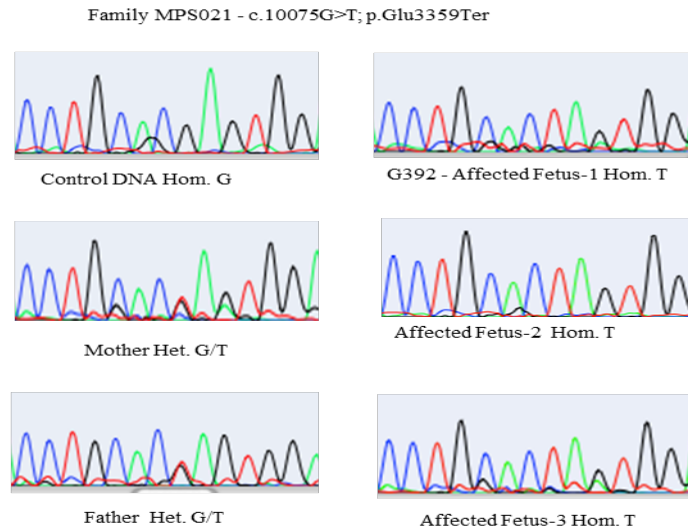 Family MPS021 - c.10075G>T; p.Glu3359Ter
Control DNA Hom. G
G392 - Affected Fetus-1 Hom. T
Mother Het. G/T
Affected Fetus-2 Hom. T
Father Het. G/T
Affected Fetus-3 Hom. T